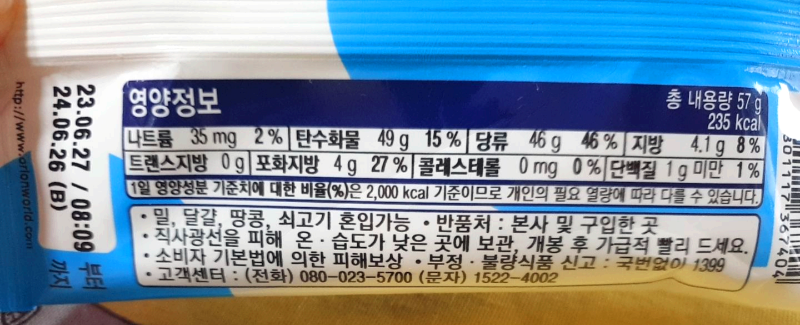 영양정보
총 내용량 57 g
235 kcal
나트륨 35 mg 2 % 탄수화물 49 g 15 % 당류 46 g 46 % 지방 4.1 g 8 %
트랜스지방 0 g 포화지방 4 g 27 % 콜레스테롤 0 mg 0 % 단백질 1 g 미만 1 %
1일 영양성분 기준치에 대한 비율(%)은 2,000 kcal 기준이므로 개인의 필요 열량에 따라 다를 수 있습니다.
• 밀, 달걀, 땅콩, 쇠고기 혼입가능 • 반품처 : 본사 및 구입한 곳
• 직사광선을 피해 온 · 습도가 낮은 곳에 보관, 개봉 후 가급적 빨리 드세요.
• 소비자 기본법에 의한 피해보상 • 부정 · 불량식품 신고 : 국번없이 1399
• 고객센터 : (전화) 080-023-5700 (문자) 1522-4002
23.06.27 / 08:09 부터
24.06.26 (B) 까지
http://www.orionworld.com